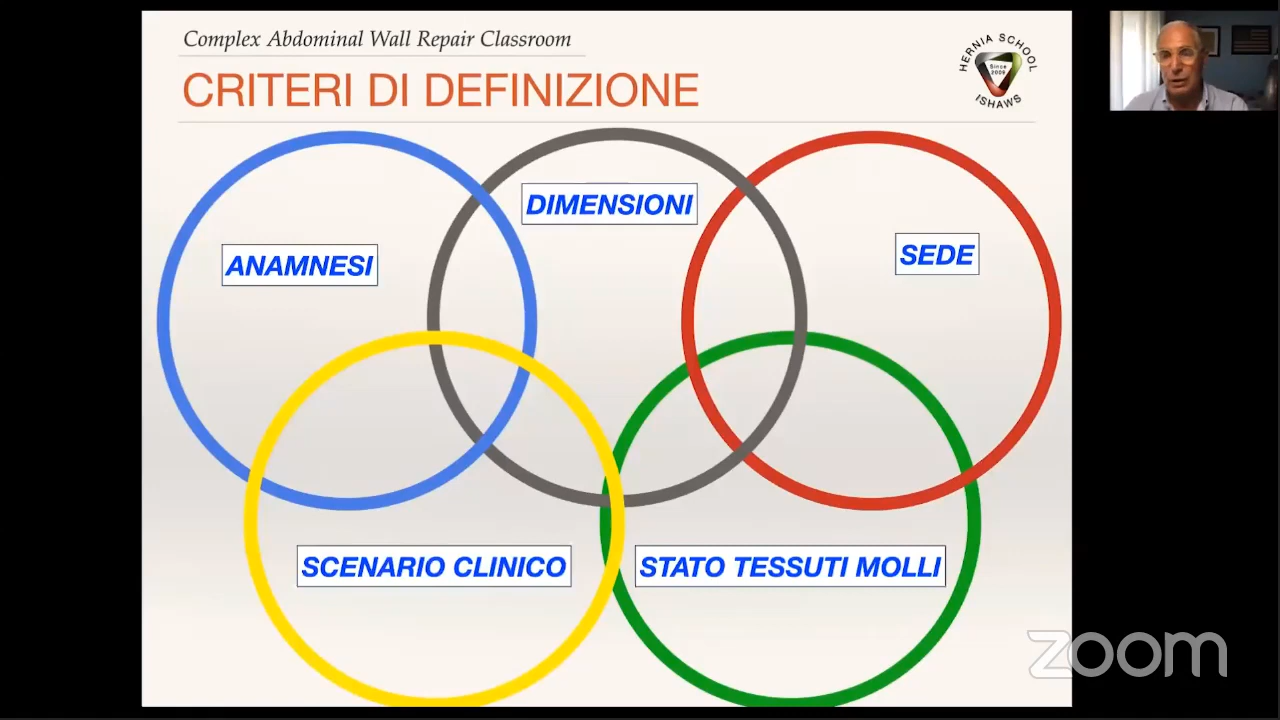 Complex Abdominal Wall Repair Classroom
CRITERI DI DEFINIZIONE
HERNIA SCHOOL
Since
2009
ISHAWS
DIMENSIONI
ANAMNESI
SEDE
SCENARIO CLINICO
STATO TESSUTI MOLLI
zoom